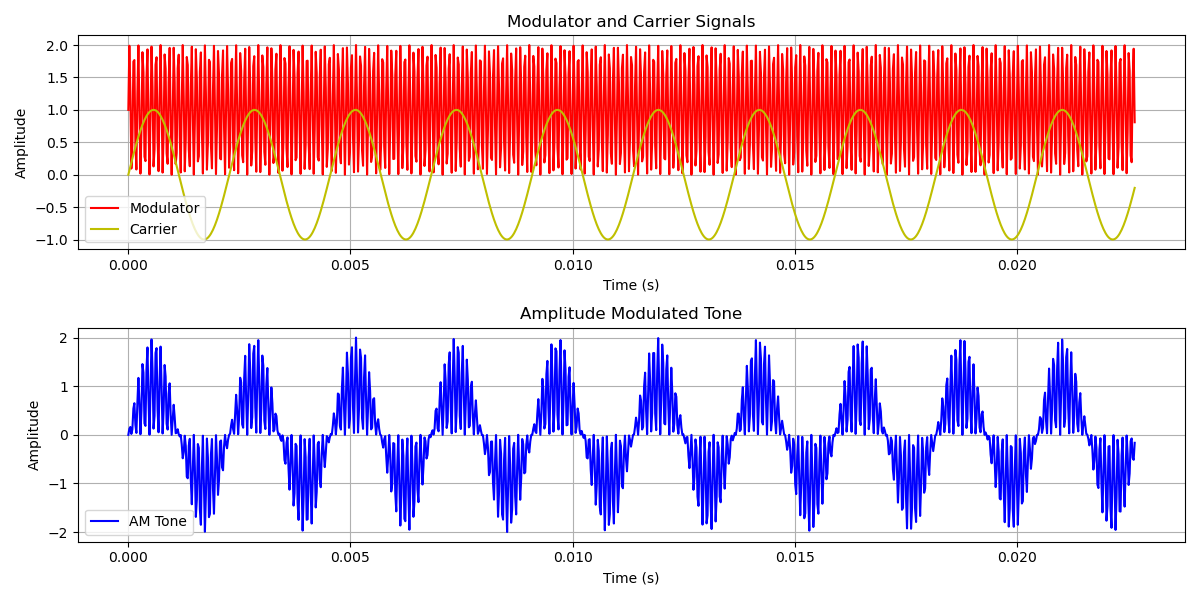 Modulator and Carrier Signals
2.0
1.5
1.0
0.5
0.0
−0.5
−1.0
Amplitude
Modulator
Carrier
0.000 0.005 0.010 0.015 0.020
Time (s)
Amplitude Modulated Tone
2
1
0
−1
−2
Amplitude
AM Tone
0.000 0.005 0.010 0.015 0.020
Time (s)